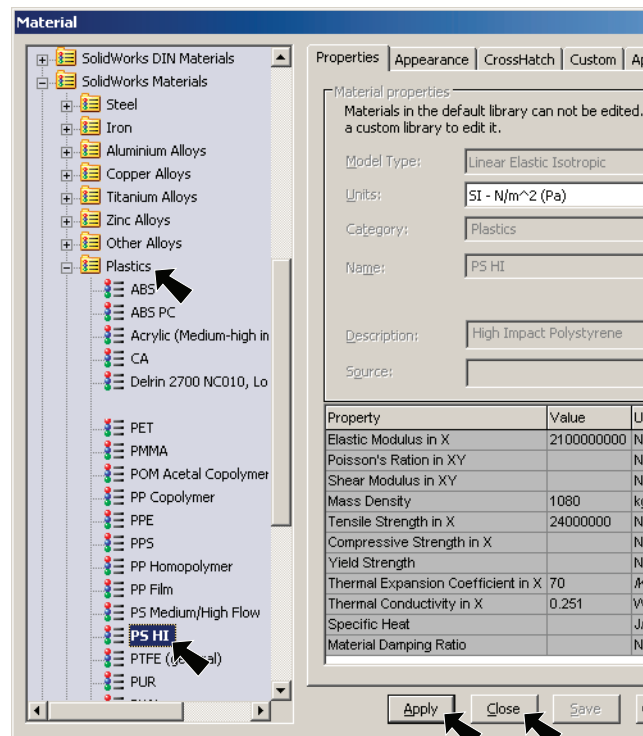 Material
SolidWorks DIN Materials
SolidWorks Materials
Steel
Iron
Aluminium Alloys
Copper Alloys
Titanium Alloys
Zinc Alloys
Other Alloys
Plastics
ABS
ABS PC
Acrylic (Medium-high in
CA
Delrin 2700 NC010, Lo
PET
PMMA
POM Acetal Copolymer
PP Copolymer
PPE
PPS
PP Homopolymer
PP Film
PS Medium/High Flow
PS HI
PTFE
PUR
Properties Appearance CrossHatch Custom Ap
Material properties
Materials in the default library can not be edited.
a custom library to edit it.
Model Type: Linear Elastic Isotropic
Units: SI - N/m^2 (Pa)
Category: Plastics
Name: PS HI
Description: High Impact Polystyrene
Source:
Property Value U
Elastic Modulus in X 2100000000 N
Poisson's Ration in XY N
Shear Modulus in XY N
Mass Density 1080 kg
Tensile Strength in X 24000000 N
Compressive Strength in X N
Yield Strength N
Thermal Expansion Coefficient in X 70 /K
Thermal Conductivity in X 0.251 W
Specific Heat J/
Material Damping Ratio N
Apply Close Save